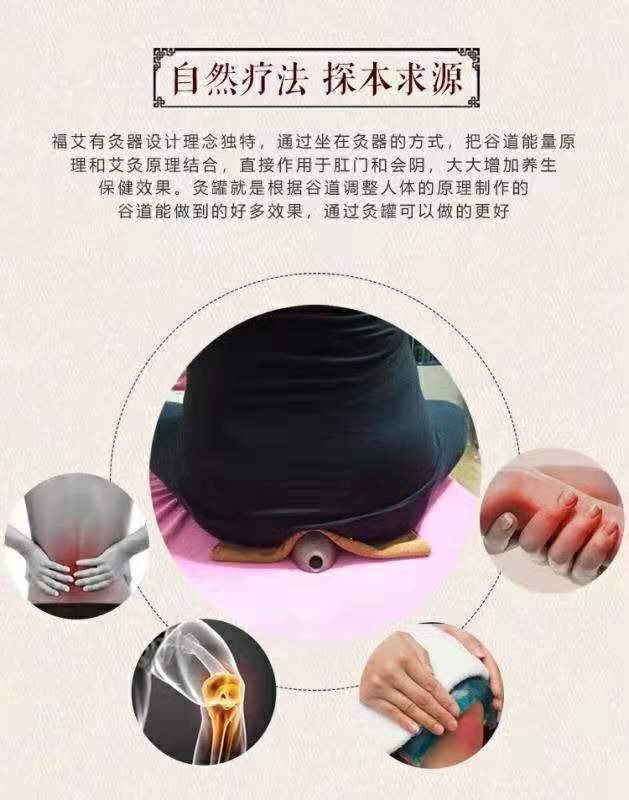 自然疗法 探本求源
福艾有灸器设计理念独特，通过坐在灸器的方式，把谷道能量原
理和艾灸原理结合，直接作用于肛门和会阴，大大增加养生
保健效果。灸罐就是根据谷道调整人体的原理制作的
谷道能做到的好多效果，通过灸罐可以做的更好